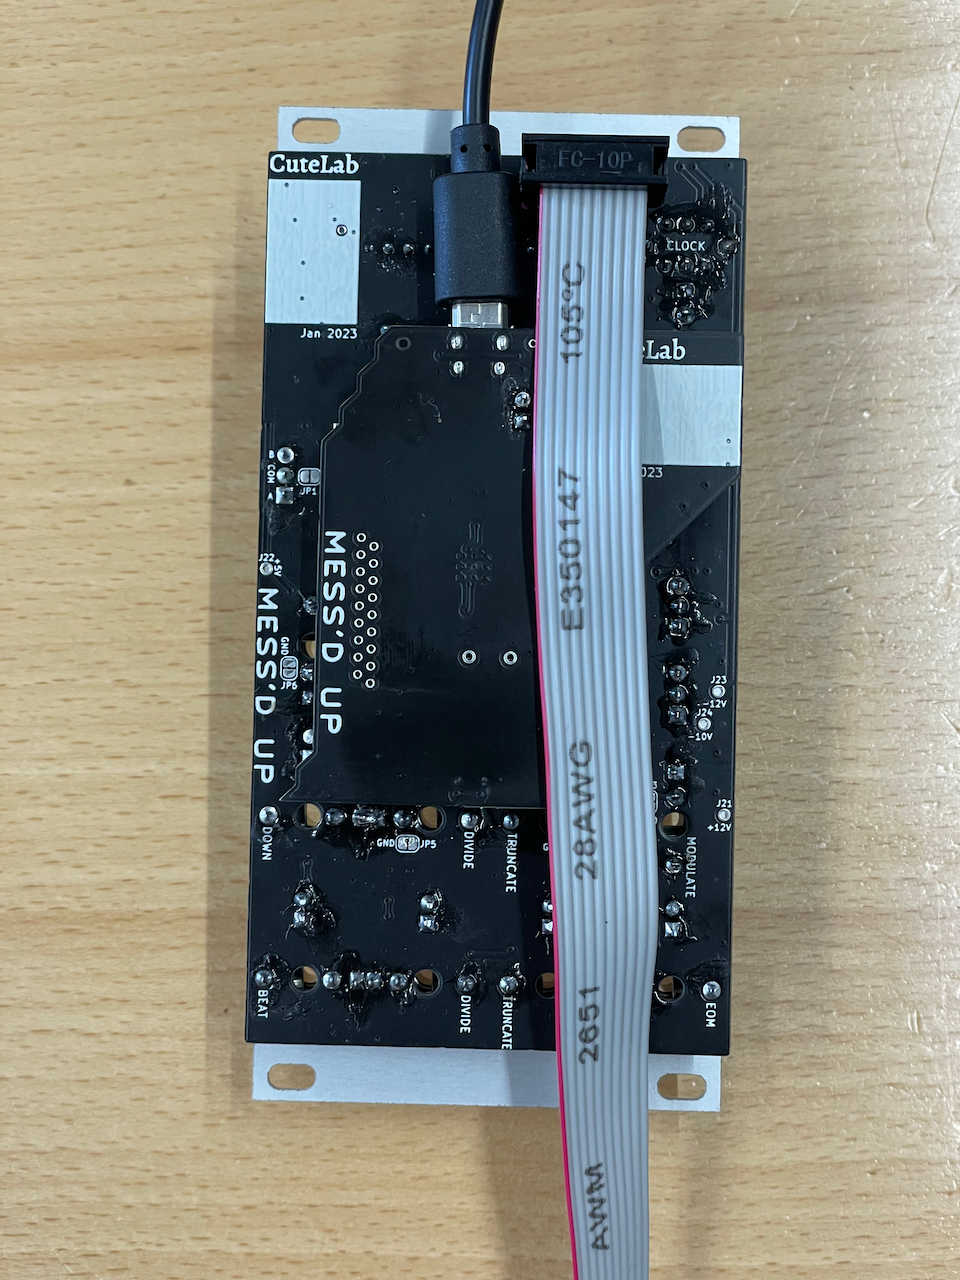 FC-10P
CuteLab
CLOCK
Jan 2023
eLab
023
105°C
B
COM
A
JP1
E350147
J22
+5V
MESS'D UP
MESS'D UP
GND
JP6
J23
-12V
J24
-10V
28AWG
J21
+12V
DOWN
GND
JP5
DIVIDE
TRUNCATE
G
MODULATE
BEAT
DIVIDE
TRUNCATE
2651
EOM
AWM